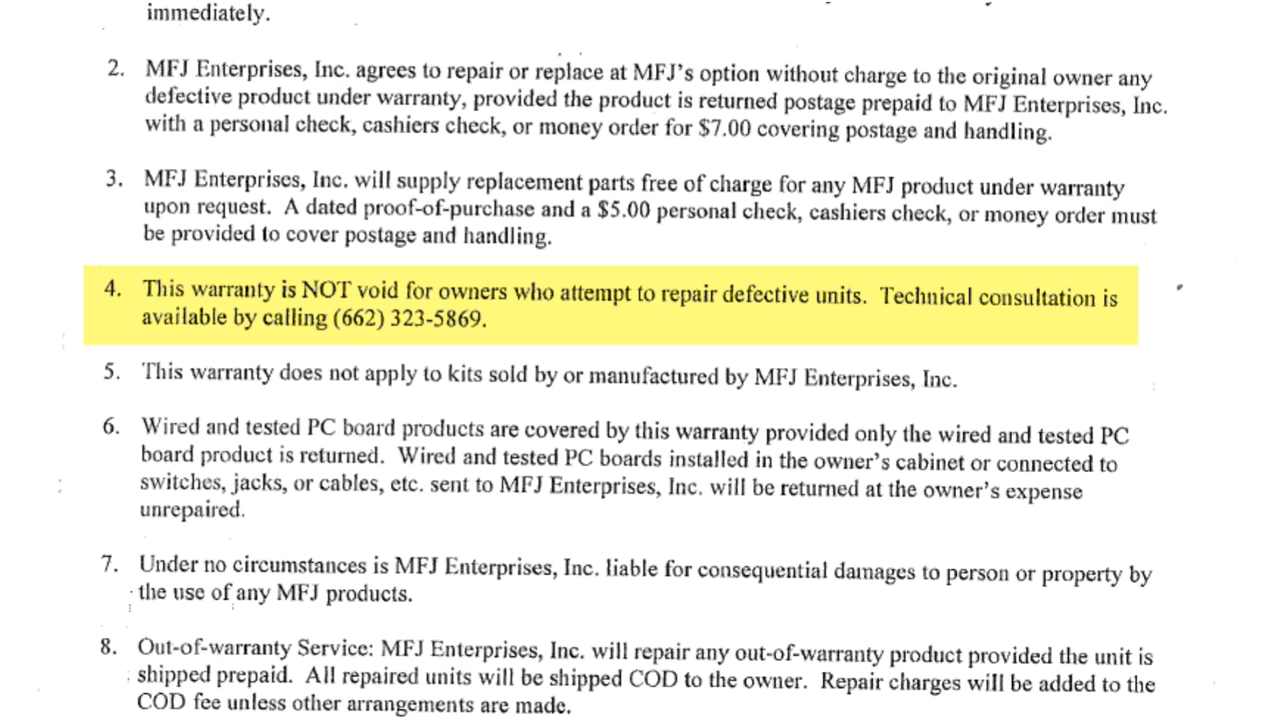 immediately.
2. MFJ Enterprises, Inc. agrees to repair or replace at MFJ's option without charge to the original owner any
defective product under warranty, provided the product is returned postage prepaid to MFJ Enterprises, Inc.
with a personal check, cashiers check, or money order for $7.00 covering postage and handling.
3. MFJ Enterprises, Inc. will supply replacement parts free of charge for any MFJ product under warranty
upon request. A dated proof-of-purchase and a $5.00 personal check, cashiers check, or money order must
be provided to cover postage and handling.
4. This warranty is NOT void for owners who attempt to repair defective units. Technical consultation is
available by calling (662) 323-5869.
5. This warranty does not apply to kits sold by or manufactured by MFJ Enterprises, Inc.
6. Wired and tested PC board products are covered by this warranty provided only the wired and tested PC
board product is returned. Wired and tested PC boards installed in the owner's cabinet or connected to
switches, jacks, or cables, etc. sent to MFJ Enterprises, Inc. will be returned at the owner's expense
unrepaired.
7. Under no circumstances is MFJ Enterprises, Inc. liable for consequential damages to person or property by
the use of any MFJ products.
8. Out-of-warranty Service: MFJ Enterprises, Inc. will repair any out-of-warranty product provided the unit is
shipped prepaid. All repaired units will be shipped COD to the owner. Repair charges will be added to the
COD fee unless other arrangements are made.